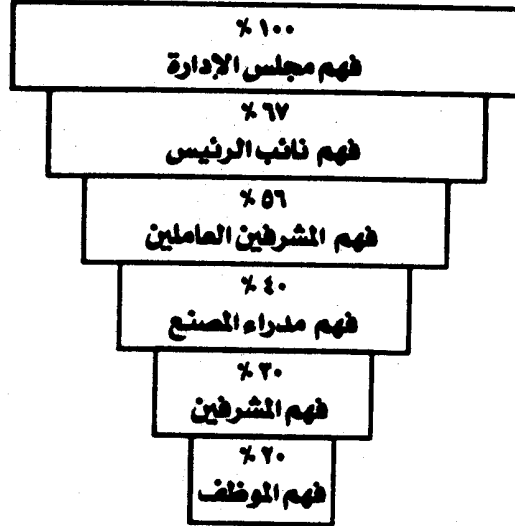 ١٠٠ %
فهم مجلس الإدارة
٦٧ %
فهم نائب الرئيس
٥٦ %
فهم المشرفين العاملين
٤٠ %
فهم مدراء المصنع
٣٠ %
فهم المشرفين
٢٠ %
فهم الموظف